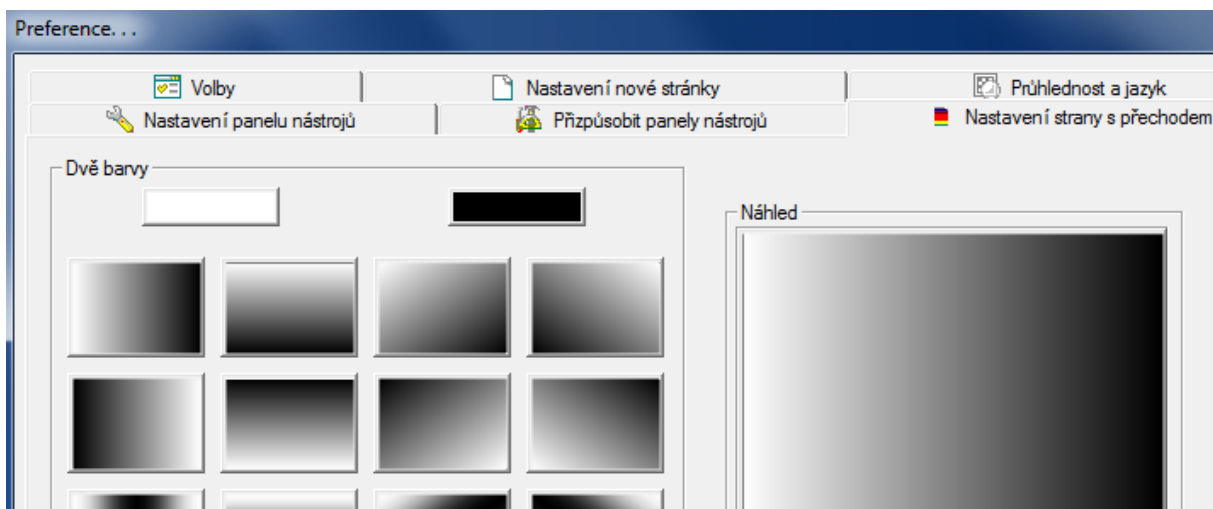 Preference. . .
Volby
Nastavení nové stránky
Průhlednost a jazyk
Nastavení panelu nástrojů
Přizpůsobit panely nástrojů
Nastavení strany s přechodem
Dvě barvy
Náhled